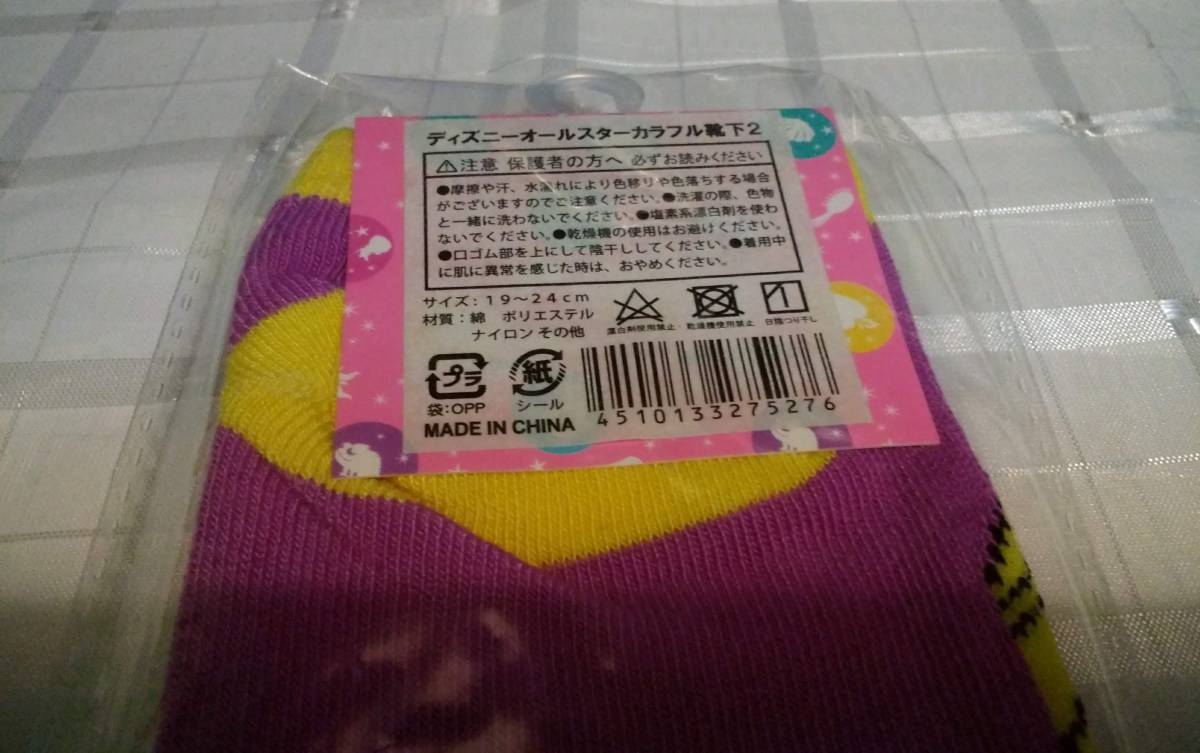 ディズニーオールスターカラフル靴下2
⚠注意 保護者の方へ 必ずお読みください
●摩擦や汗、水濡れにより色移りや色落ちする場合
がございますのでご注意ください。●洗濯の際、色物
と一緒に洗わないでください。●塩素系漂白剤を使わ
ないでください。●乾燥機の使用はお避けください。
●口ゴム部を上にして陰干ししてください。●着用中
に肌に異常を感じた時は、おやめください。
サイズ：19～24cm
材質：綿 ポリエステル
ナイロン その他
漂白剤使用禁止・乾燥機使用禁止 日陰つり干し
プラ 紙
袋：OPP シール
MADE IN CHINA
4510133275276